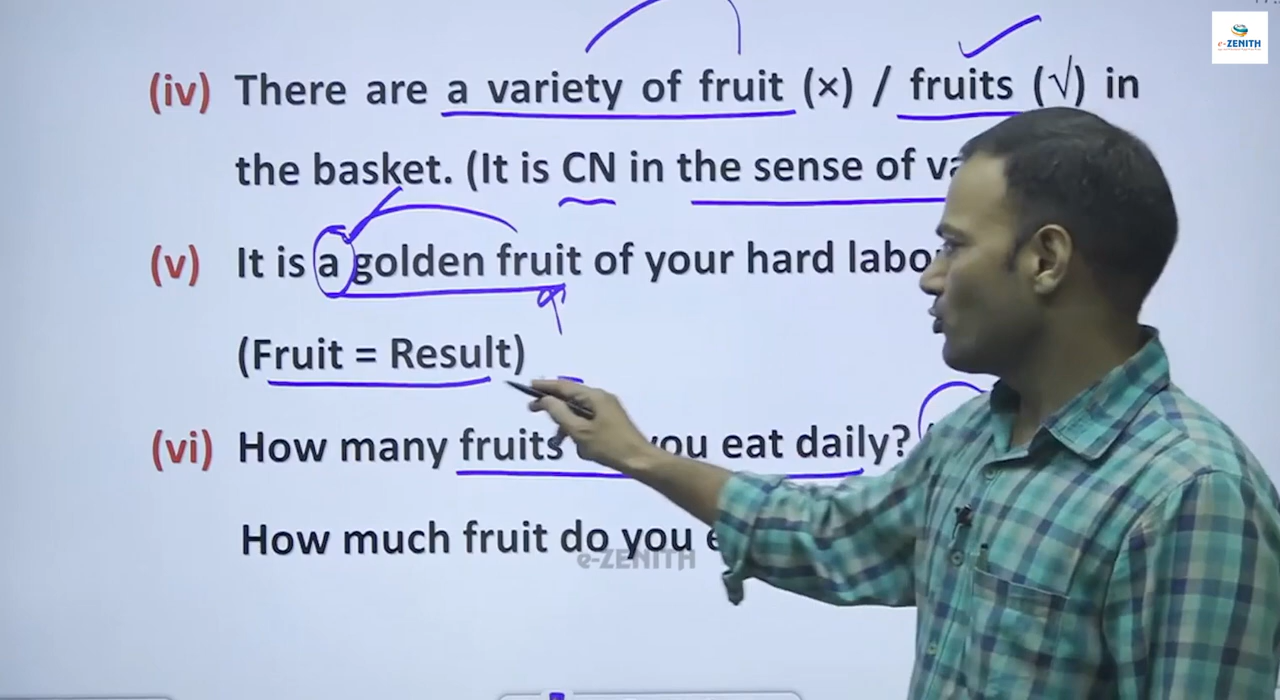 e-ZENITH
(iv) There are a variety of fruit (×) / fruits (√) in
the basket. (It is CN in the sense of
(v) It is a golden fruit of your hard
(Fruit = Result)
(vi) How many fruits you eat daily?
How much fruit do you
e-ZENITH